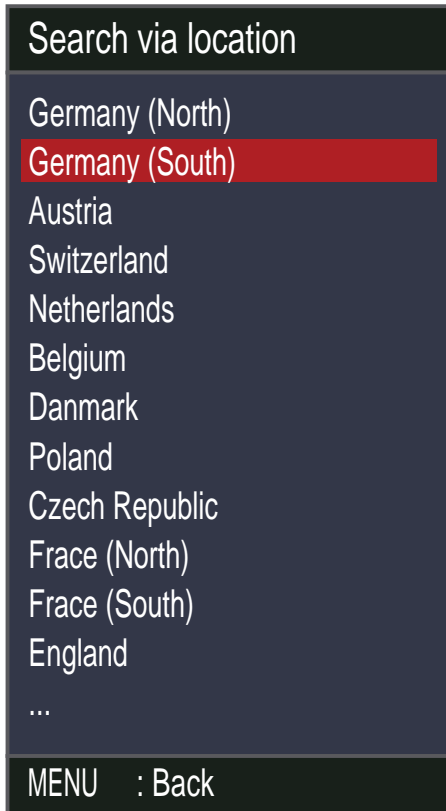 Search via location
Germany (North)
Germany (South)
Austria
Switzerland
Netherlands
Belgium
Danmark
Poland
Czech Republic
Frace (North)
Frace (South)
England
...
MENU : Back